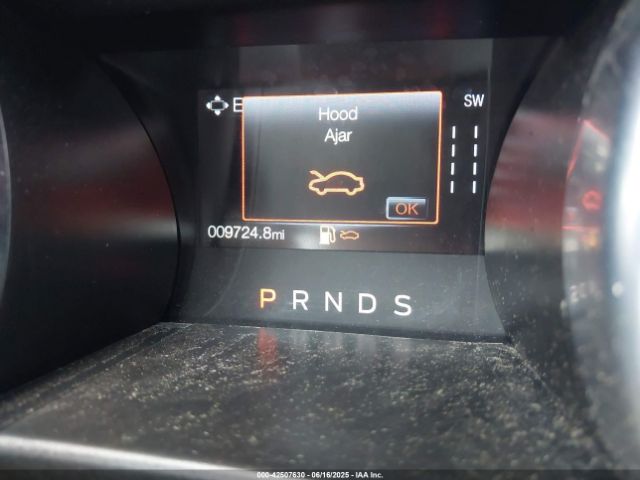 E
SW
Hood
Ajar
OK
009724.8mi
P R N D S
000-42507630 - 06/16/2025 - IAA Inc.